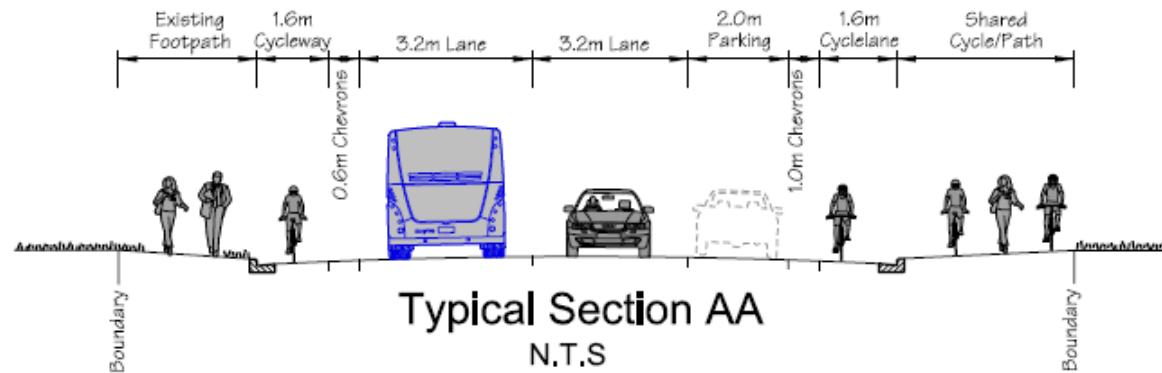 Existing
Footpath
1.6m
Cycleway
0.6m Chevrons
3.2m Lane
3.2m Lane
2.0m
Parking
1.0m Chevrons
1.6m
Cyclelane
Shared
Cycle/Path
Boundary
Boundary
Typical Section AA
N.T.S